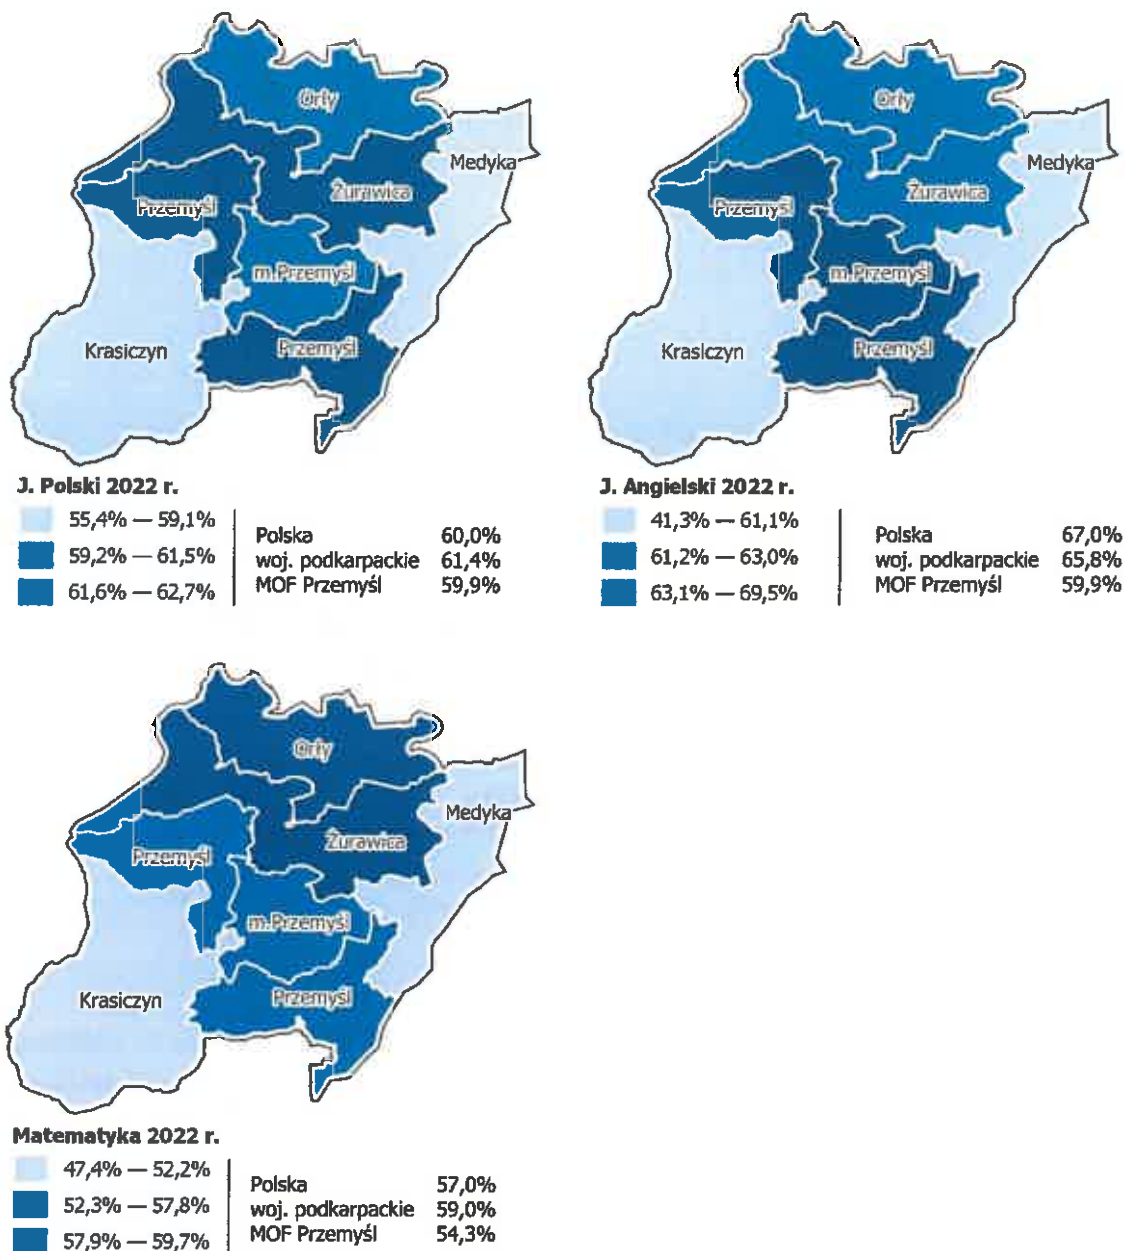 Orły
Medyka
Żurawica
Przemyśl
m.Przemyśl
Krasiczyn
Przemyśl
J. Polski 2022 r.
55,4% — 59,1%
59,2% — 61,5%
61,6% — 62,7%
Polska 60,0%
woj. podkarpackie 61,4%
MOF Przemyśl 59,9%
Orły
Medyka
Żurawica
Przemyśl
m.Przemyśl
Krasiczyn
Przemyśl
J. Angielski 2022 r.
41,3% — 61,1%
61,2% — 63,0%
63,1% — 69,5%
Polska 67,0%
woj. podkarpackie 65,8%
MOF Przemyśl 59,9%
Orły
Medyka
Żurawica
Przemyśl
m.Przemyśl
Krasiczyn
Przemyśl
Matematyka 2022 r.
47,4% — 52,2%
52,3% — 57,8%
57,9% — 59,7%
Polska 57,0%
woj. podkarpackie 59,0%
MOF Przemyśl 54,3%